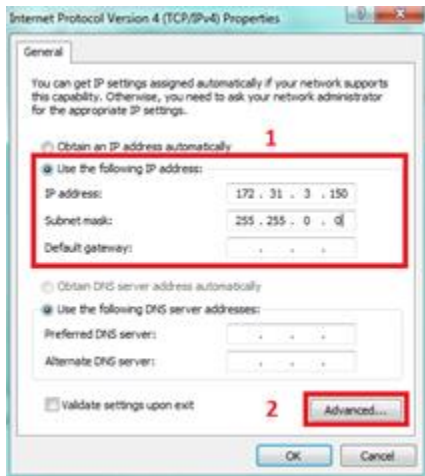 Internet Protocol Version 4 (TCP/IPv4) Properties
General
You can get IP settings assigned automatically if your network supports
this capability. Otherwise, you need to ask your network administrator
for the appropriate IP settings.
1
Obtain an IP address automatically
Use the following IP address:
IP address: 172 . 31 . 3 . 150
Subnet mask: 255 . 255 . 0 . 0
Default gateway: . . .
Obtain DNS server address automatically
Use the following DNS server addresses:
Preferred DNS server: . . .
Alternate DNS server: . . .
Validate settings upon exit
2
Advanced...
OK Cancel